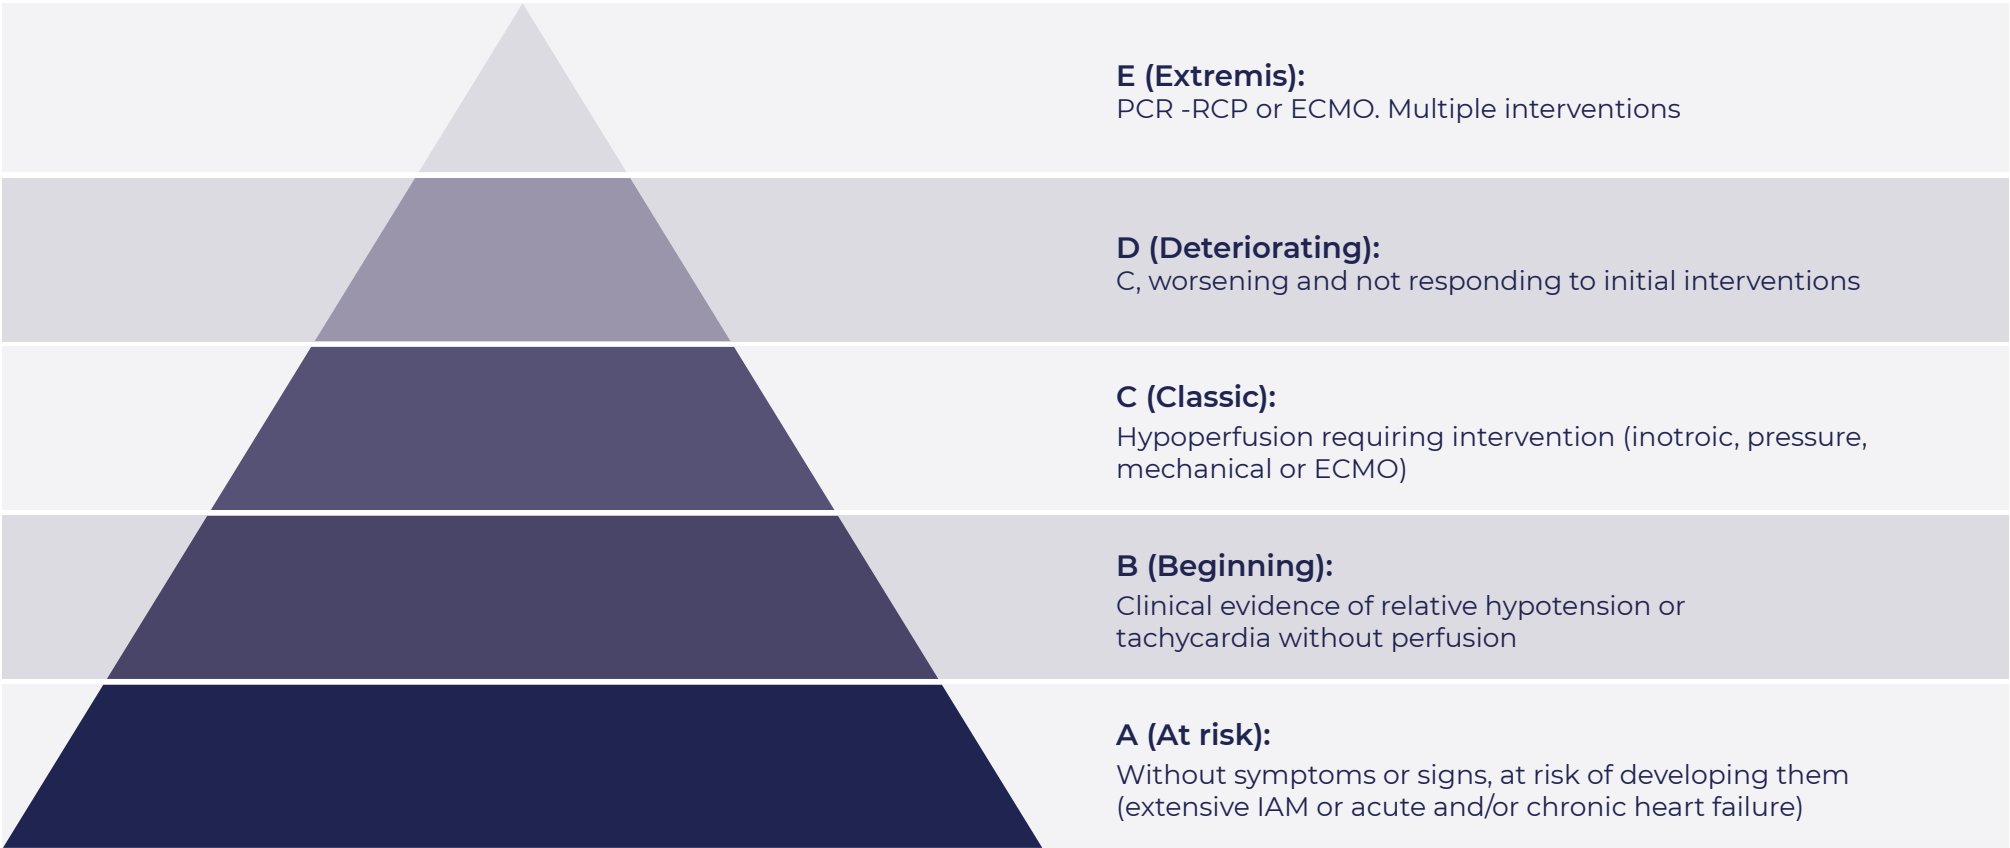 E (Extremis):
PCR -RCP or ECMO. Multiple interventions
D (Deteriorating):
C, worsening and not responding to initial interventions
C (Classic):
Hypoperfusion requiring intervention (inotroic, pressure,
mechanical or ECMO)
B (Beginning):
Clinical evidence of relative hypotension or
tachycardia without perfusion
A (At risk):
Without symptoms or signs, at risk of developing them
(extensive IAM or acute and/or chronic heart failure)